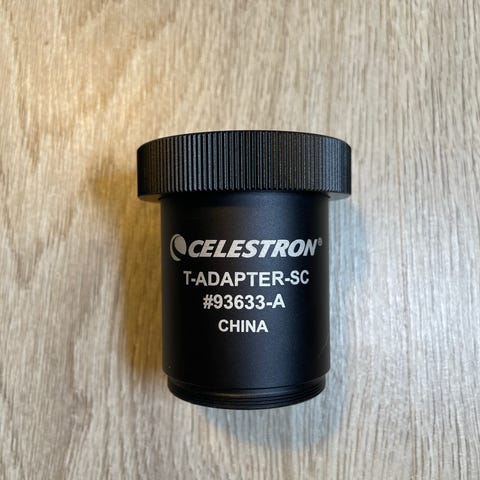 CELESTRON®
T-ADAPTER-SC
#93633-A
CHINA